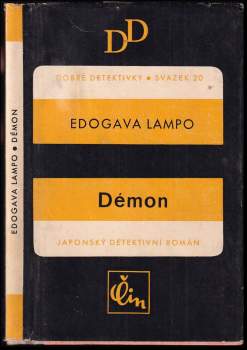 EDOGAVA LAMPO • DÉMON
DD
DOBRÉ DETEKTIVKY • SVAZEK 20
EDOGAVA LAMPO
Démon
JAPONSKÝ DETEKTIVNÍ ROMÁN
Čin